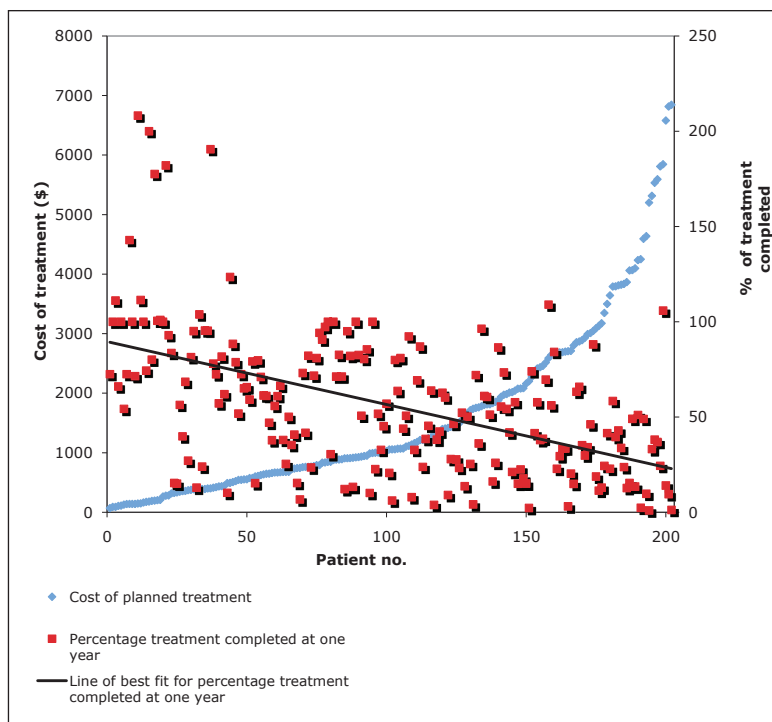 8000
7000
6000
5000
4000
3000
2000
1000
0
Cost of treatment ($)
250
200
150
100
50
0
% of treatment
completed
0
50
100
150
200
Patient no.
Cost of planned treatment
Percentage treatment completed at one
year
Line of best fit for percentage treatment
completed at one year